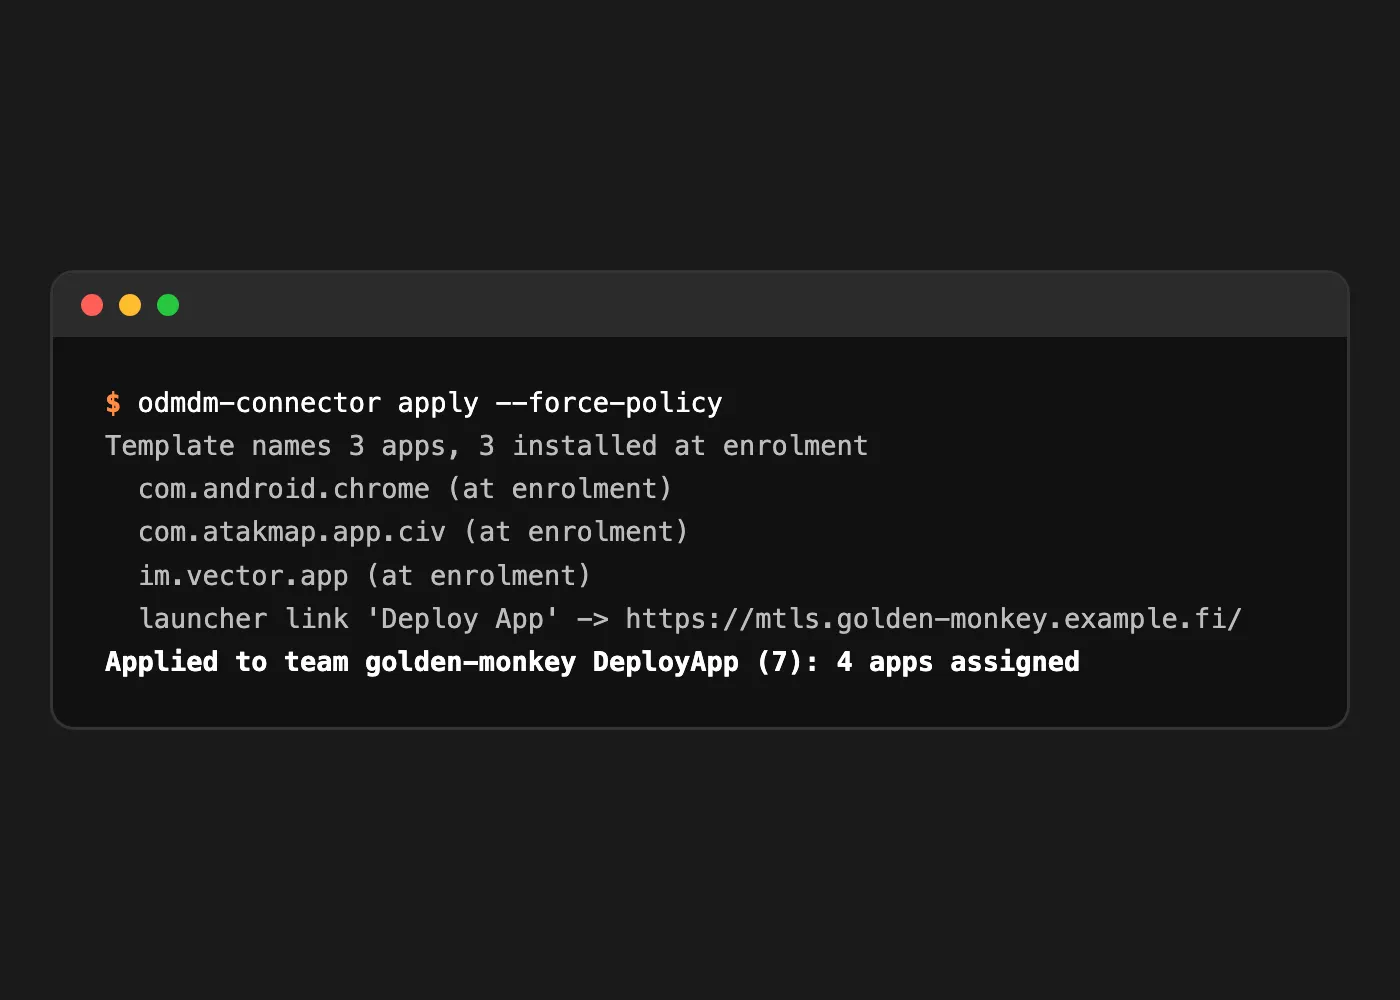 $ odmdm-connector apply --force-policy
Template names 3 apps, 3 installed at enrolment
  com.android.chrome (at enrolment)
  com.atakmap.app.civ (at enrolment)
  im.vector.app (at enrolment)
  launcher link 'Deploy App' -> https://mtls.golden-monkey.example.fi/
Applied to team golden-monkey DeployApp (7): 4 apps assigned